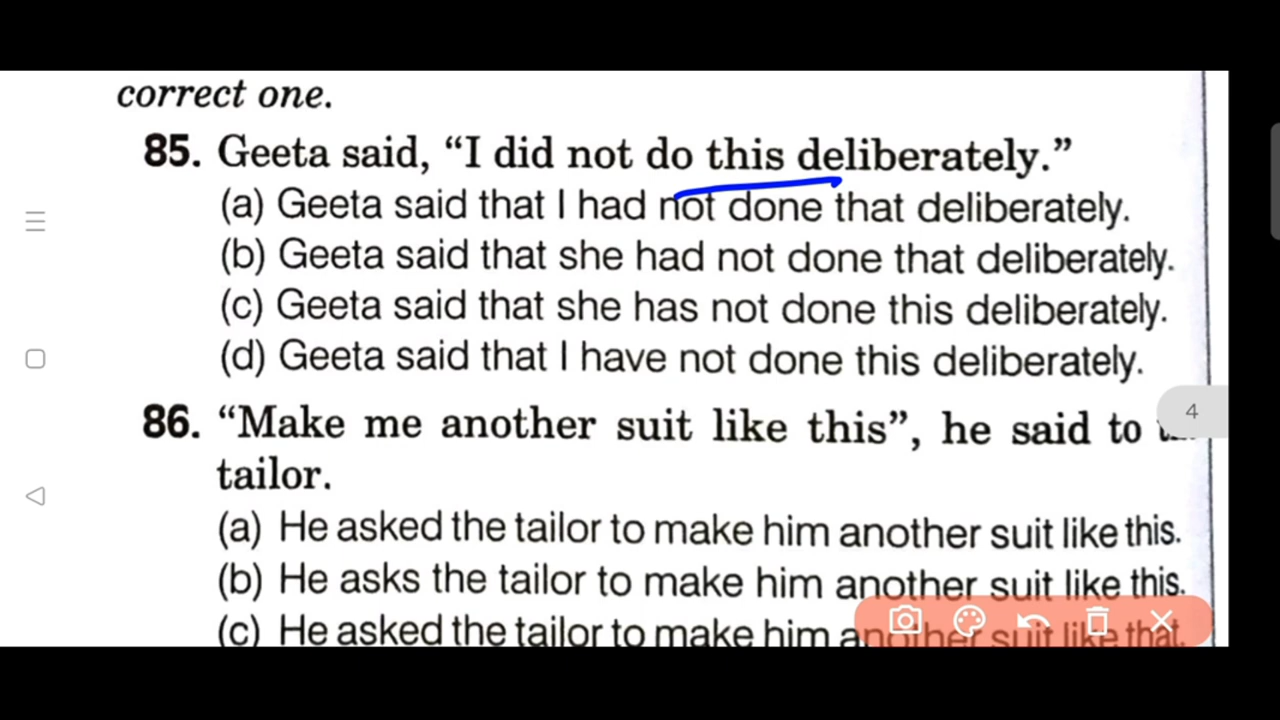 correct one.
85. Geeta said, “I did not do this deliberately.”
(a) Geeta said that I had not done that deliberately.
(b) Geeta said that she had not done that deliberately.
(c) Geeta said that she has not done this deliberately.
(d) Geeta said that I have not done this deliberately.
4
86. “Make me another suit like this”, he said to
tailor.
(a) He asked the tailor to make him another suit like this.
(b) He asks the tailor to make him another suit like this.
(c) He asked the tailor to make him another suit like that.